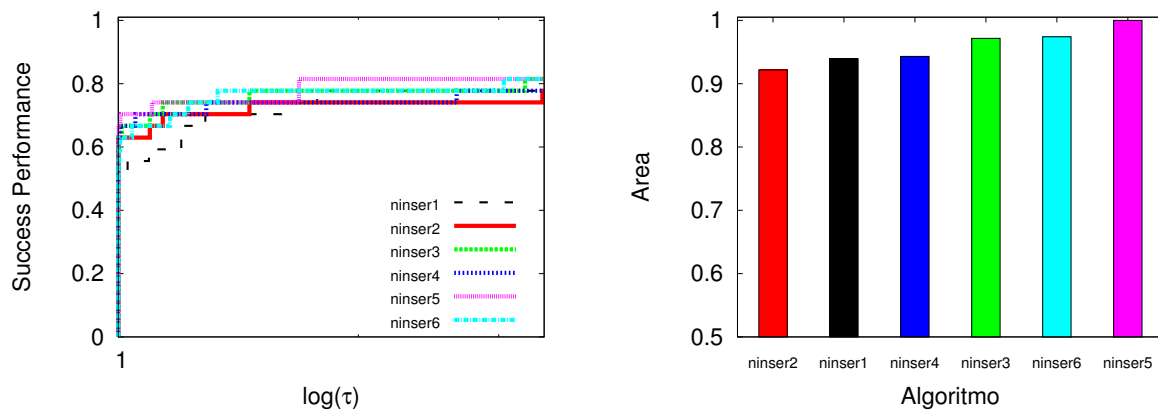 Success Performance
1
0.8
0.6
0.4
0.2
0
1
log(τ)
ninser1
ninser2
ninser3
ninser4
ninser5
ninser6
Area
1
0.9
0.8
0.7
0.6
0.5
ninser2 ninser1 ninser4 ninser3 ninser6 ninser5
Algoritmo